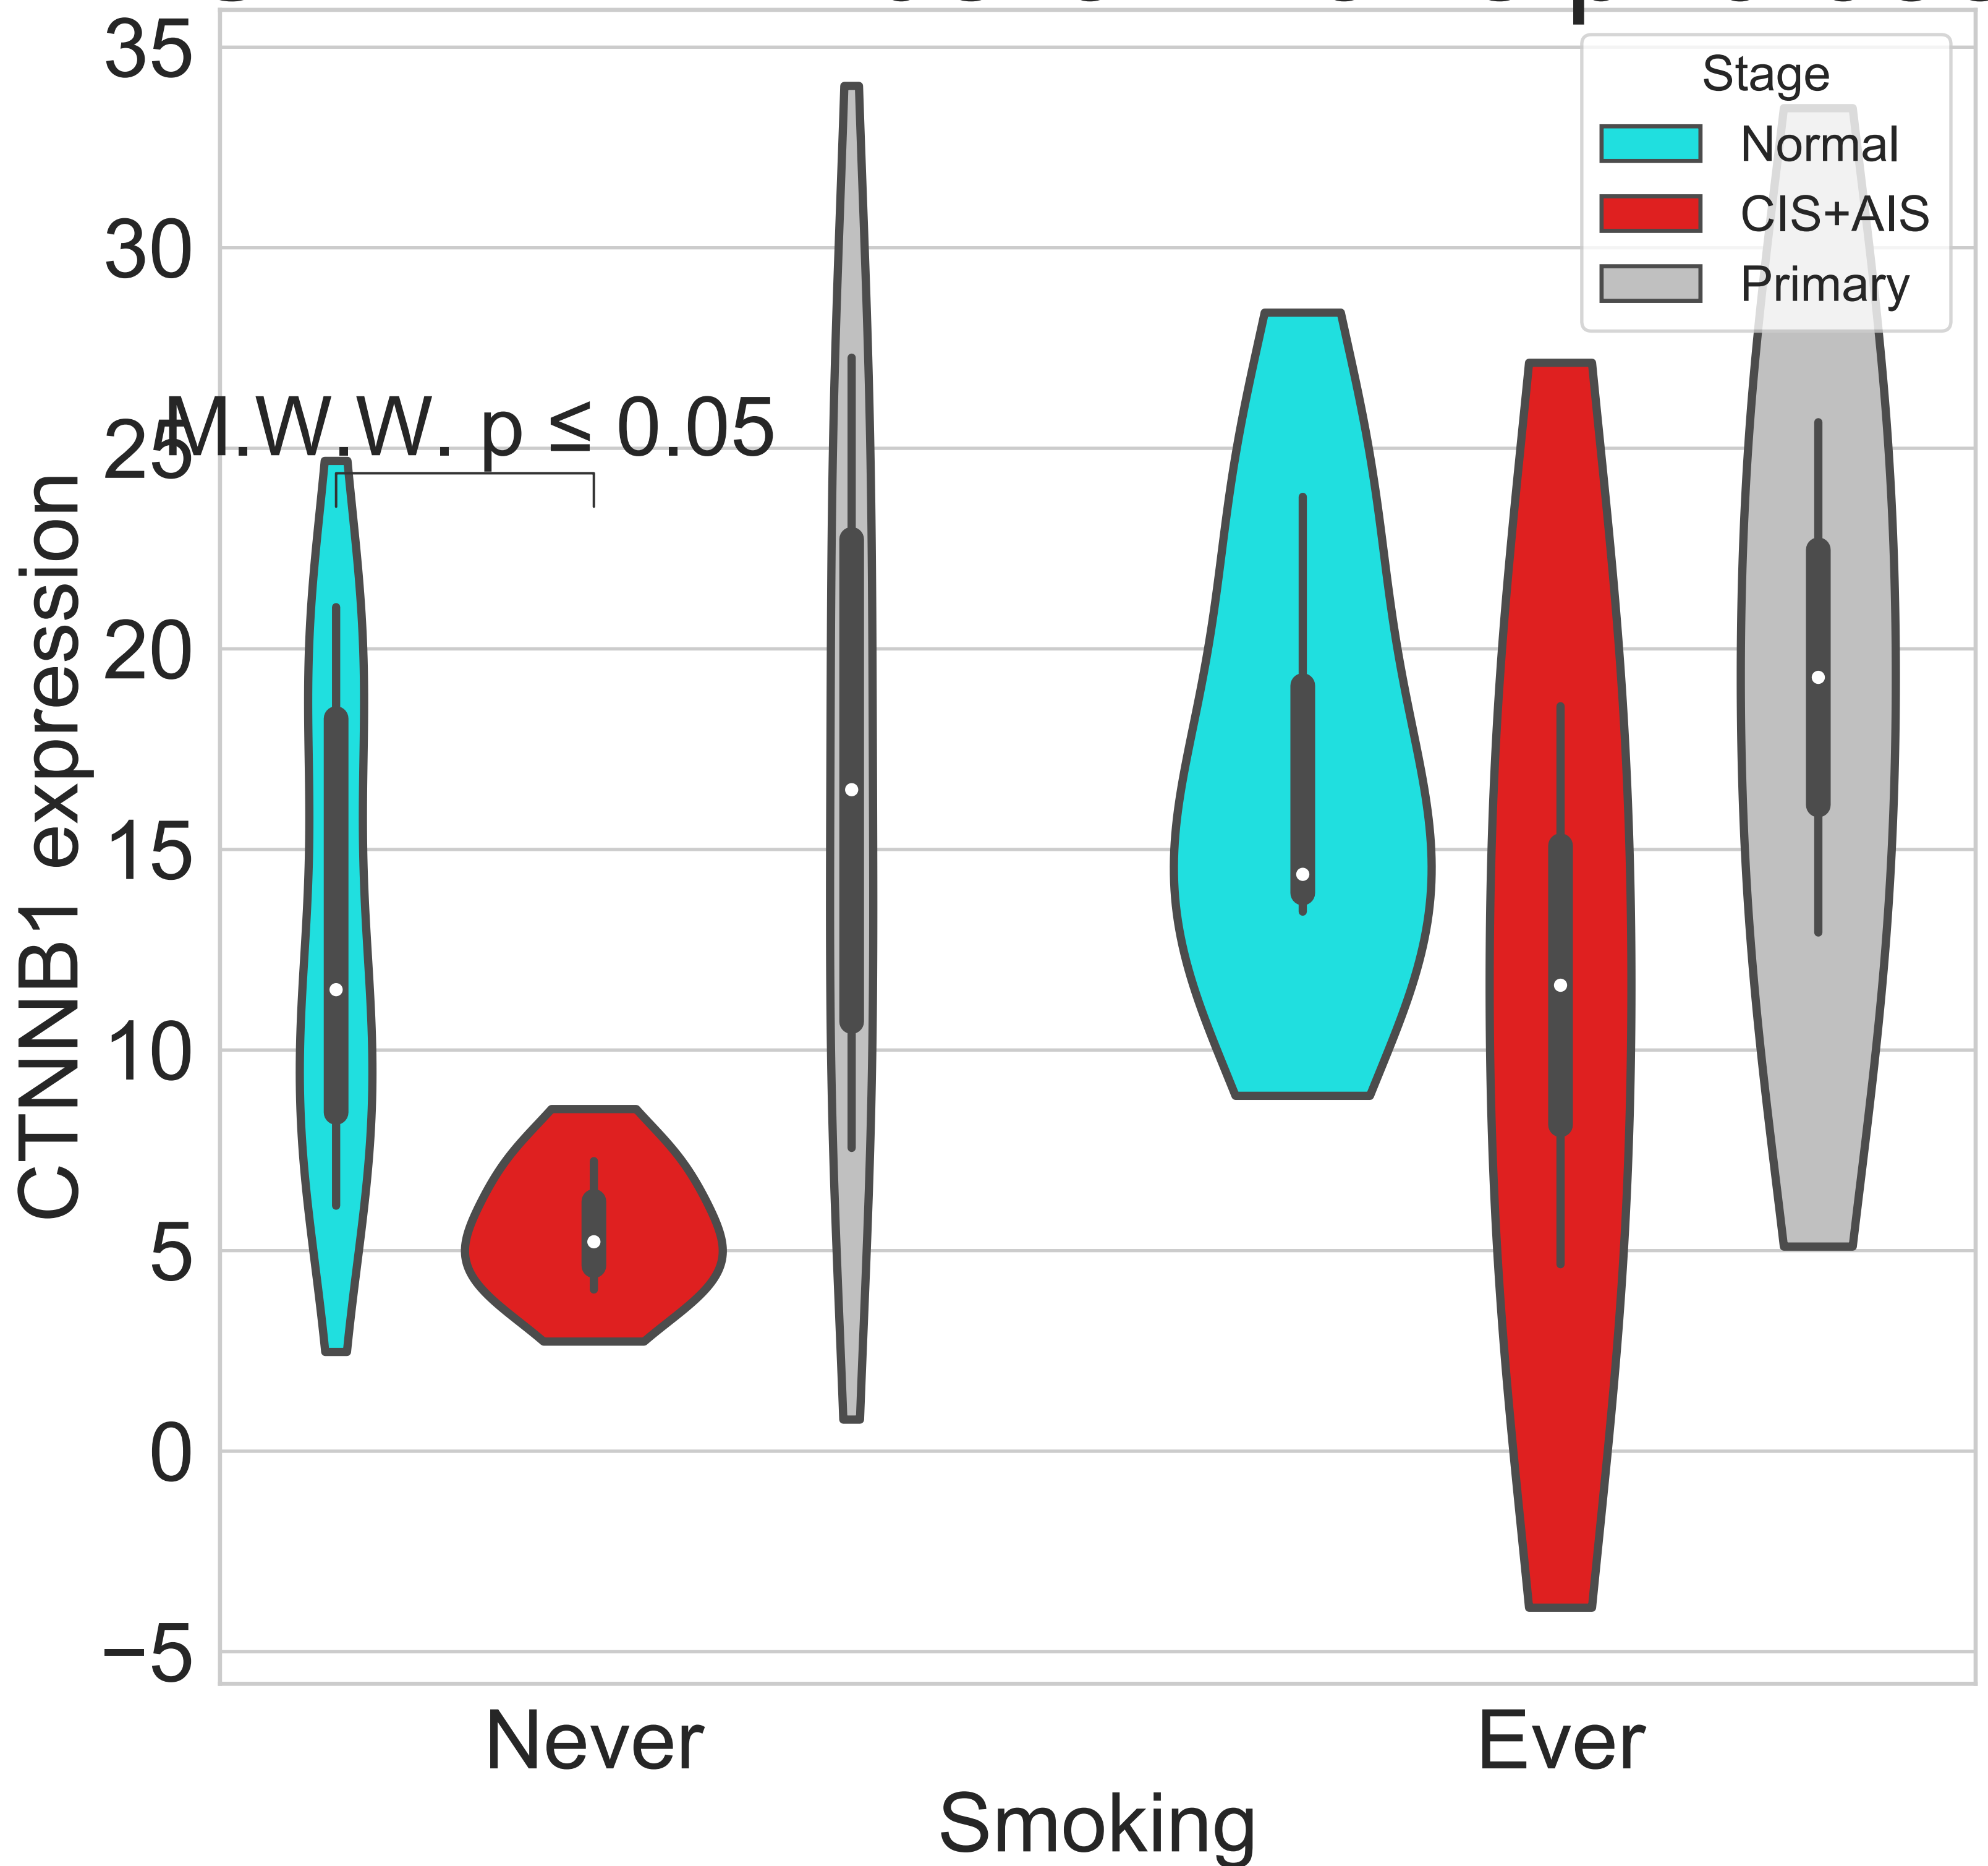 Stage
Normal
CIS+AIS
Primary
M.W.W. p ≤ 0.05
CTNNB1 expression
35
30
25
20
15
10
5
0
−5
Never
Ever
Smoking